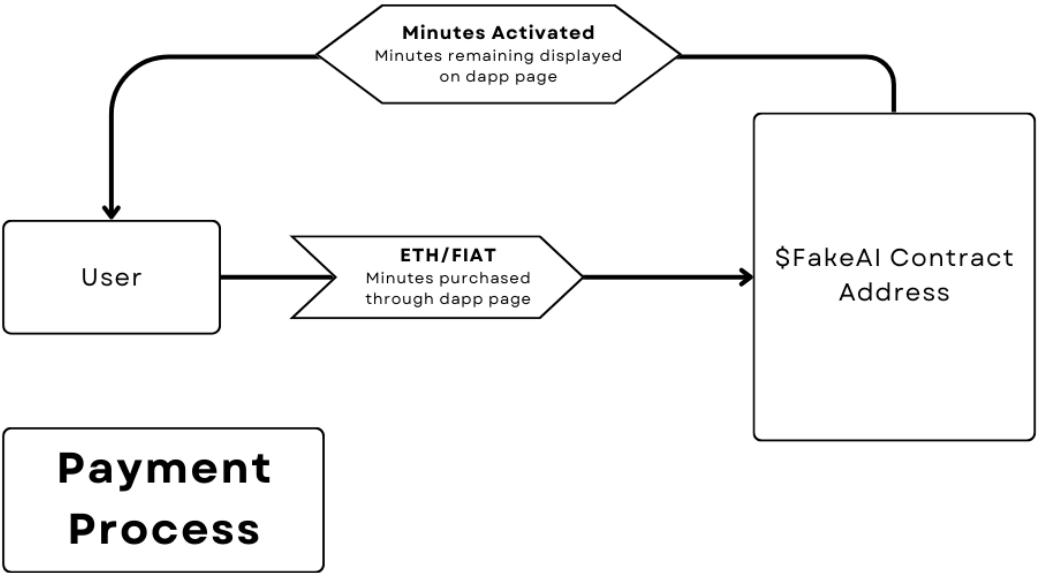 Minutes Activated
Minutes remaining displayed
on dapp page
User
ETH/FIAT
Minutes purchased
through dapp page
$FakeAI Contract
Address
Payment
Process